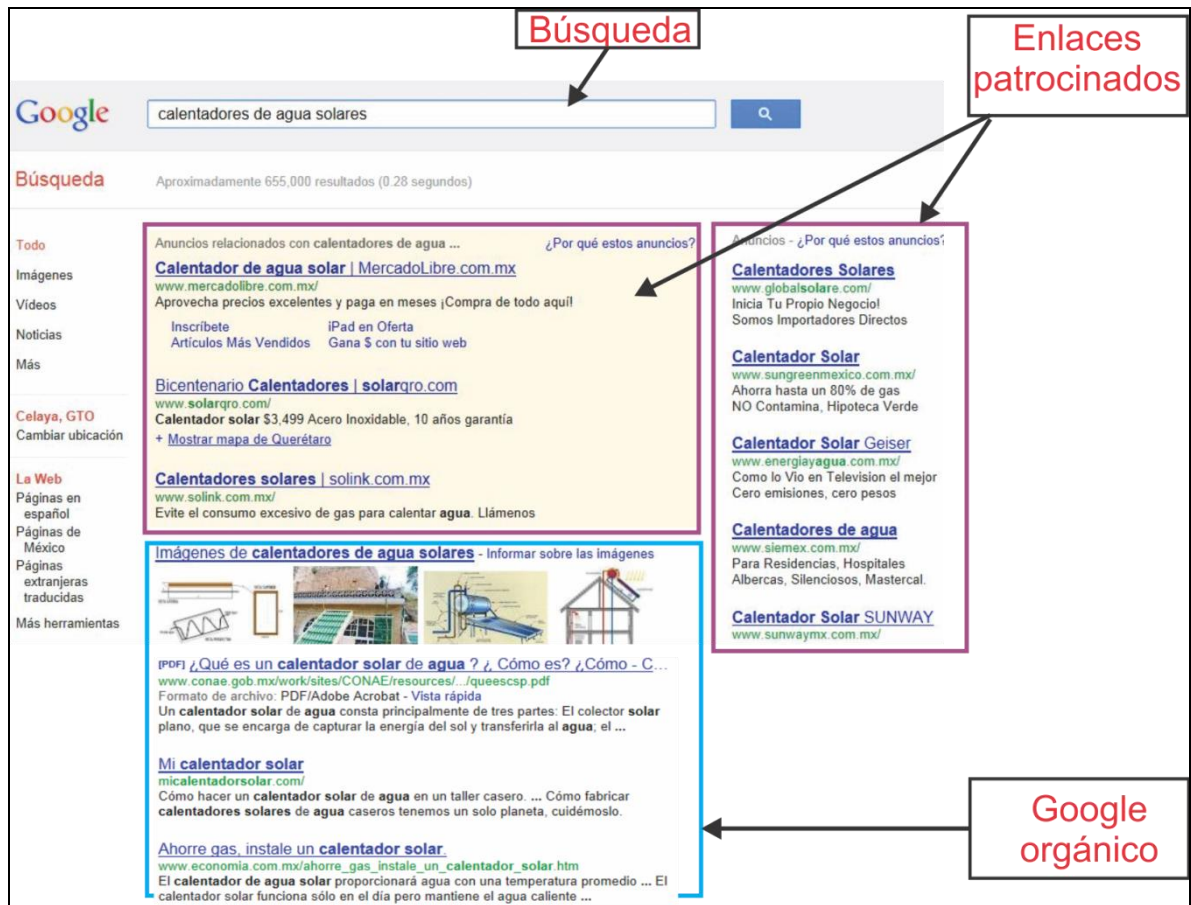 Búsqueda
Enlaces
patrocinados
Google
calentadores de agua solares
Búsqueda
Aproximadamente 655,000 resultados (0.28 segundos)
Todo
Imágenes
Vídeos
Noticias
Más
Celaya, GTO
Cambiar ubicación
La Web
Páginas en
español
Páginas de
México
Páginas
extranjeras
traducidas
Más herramientas
Anuncios relacionados con calentadores de agua ... ¿Por qué estos anuncios?
Calentador de agua solar | MercadoLibre.com.mx
www.mercadolibre.com.mx/
Aprovecha precios excelentes y paga en meses ¡Compra de todo aquí!
Inscríbete iPad en Oferta
Artículos Más Vendidos Gana $ con tu sitio web
Bicentenario Calentadores | solarqro.com
www.solarqro.com/
Calentador solar $3,499 Acero Inoxidable, 10 años garantía
+ Mostrar mapa de Querétaro
Calentadores solares | solink.com.mx
www.solink.com.mx/
Evite el consumo excesivo de gas para calentar agua. Llámenos
Anuncios - ¿Por qué estos anuncios?
Calentadores Solares
www.globalsolare.com/
Inicia Tu Propio Negocio!
Somos Importadores Directos
Calentador Solar
www.sungreenmexico.com.mx/
Ahorra hasta un 80% de gas
NO Contamina, Hipoteca Verde
Calentador Solar Geiser
www.energiayagua.com.mx/
Como lo Vio en Television el mejor
Cero emisiones, cero pesos
Calentadores de agua
www.siemex.com.mx/
Para Residencias, Hospitales
Albercas, Silenciosos, Mastercal.
Calentador Solar SUNWAY
www.sunwaymx.com.mx/
Imágenes de calentadores de agua solares - Informar sobre las imágenes
[PDF] ¿Qué es un calentador solar de agua ? ¿ Cómo es? ¿Cómo - C...
www.conae.gob.mx/work/sites/CONAE/resources/.../queescsp.pdf
Formato de archivo: PDF/Adobe Acrobat - Vista rápida
Un calentador solar de agua consta principalmente de tres partes: El colector solar
plano, que se encarga de capturar la energía del sol y transferirla al agua; el ...
Mi calentador solar
micalentadorsolar.com/
Cómo hacer un calentador solar de agua en un taller casero. ... Cómo fabricar
calentadores solares de agua caseros tenemos un solo planeta, cuidémoslo.
Ahorre gas, instale un calentador solar.
www.economia.com.mx/ahorre_gas_instale_un_calentador_solar.htm
El calentador de agua solar proporcionará agua con una temperatura promedio ... El
calentador solar funciona sólo en el día pero mantiene el agua caliente ...
Google
orgánico